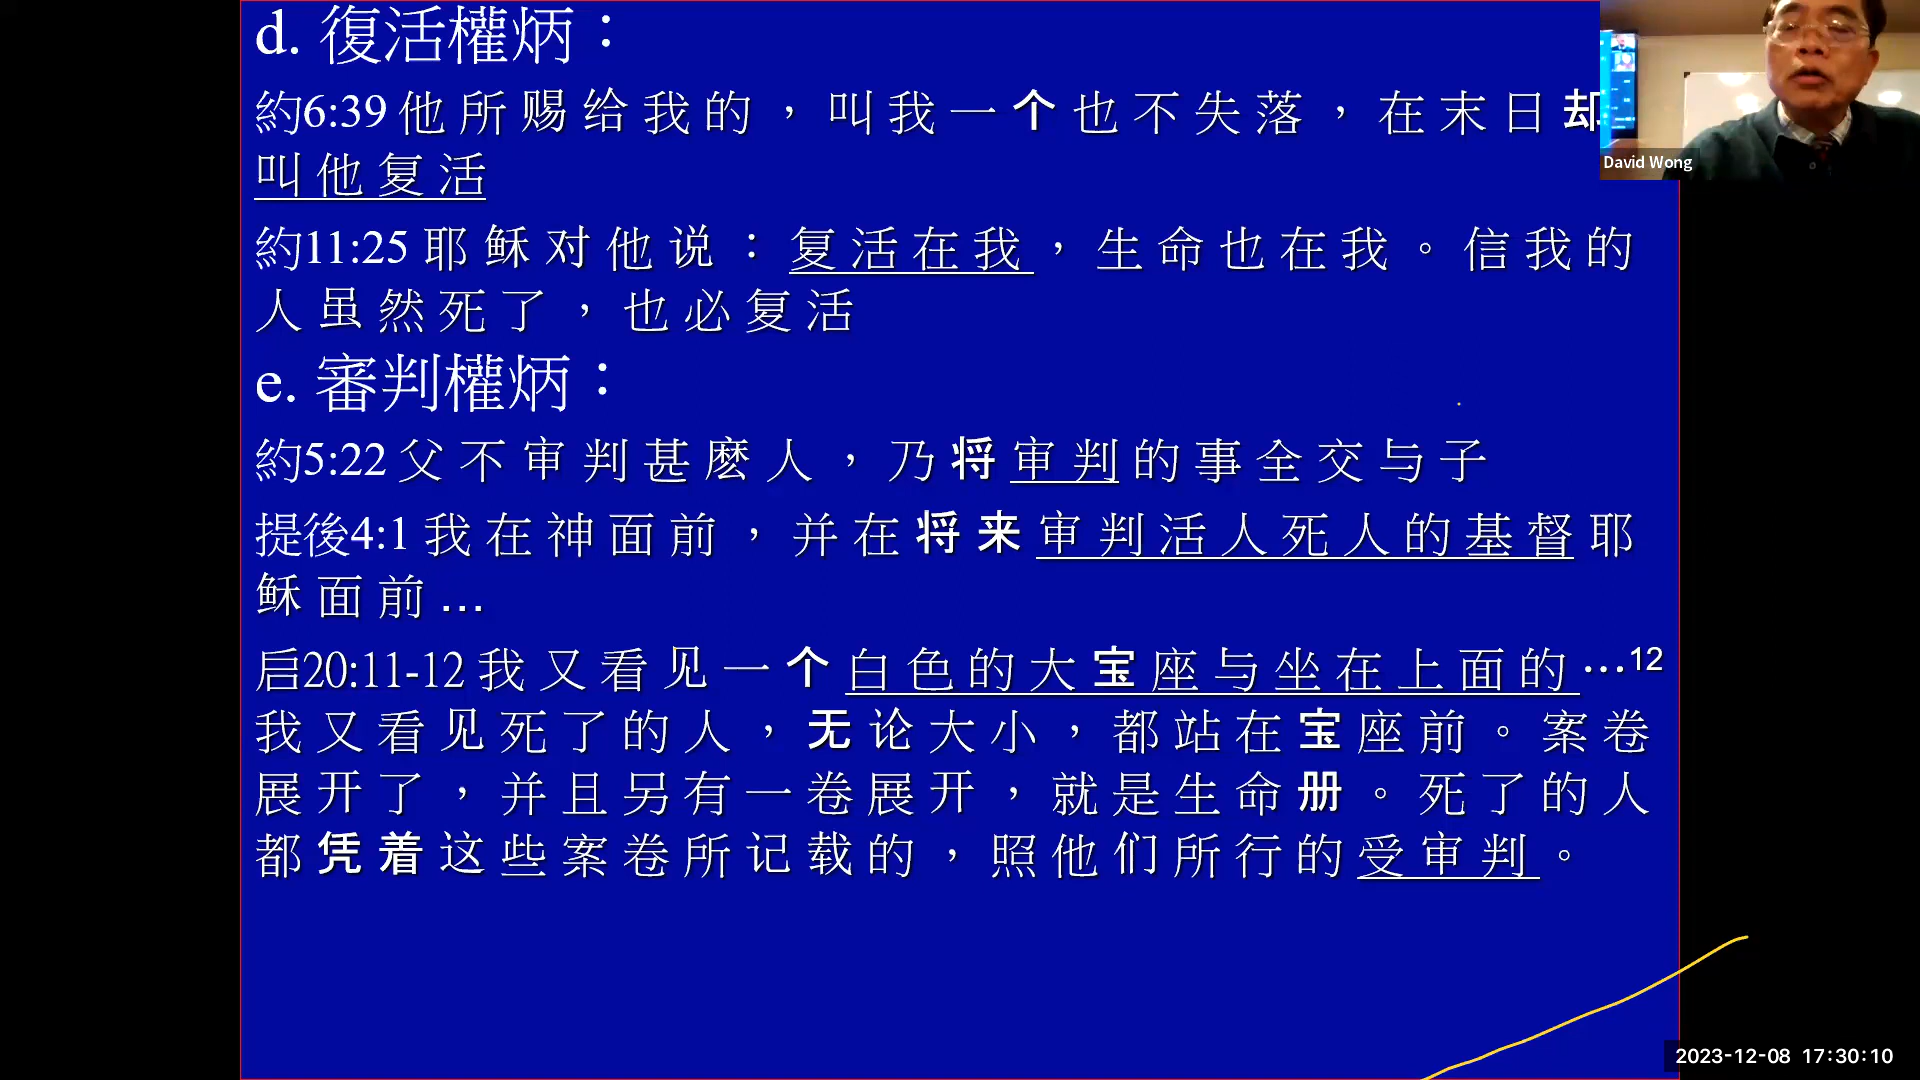 d. 復活權炳：
約6:39 他 所 赐 给 我 的 ， 叫 我 一 个 也 不 失 落 ， 在 末 日 却
叫 他 复 活
約11:25 耶 稣 对 他 说 ： 复 活 在 我 ， 生 命 也 在 我 。 信 我 的
人 虽 然 死 了 ， 也 必 复 活
e. 審判權炳：
約5:22 父 不 审 判 甚 麽 人 ， 乃 将 审 判 的 事 全 交 与 子
提後4:1 我 在 神 面 前 ， 并 在 将 来 审 判 活 人 死 人 的 基 督 耶
稣 面 前 …
启20:11-12 我 又 看 见 一 个 白 色 的 大 宝 座 与 坐 在 上 面 的 …12
我 又 看 见 死 了 的 人 ， 无 论 大 小 ， 都 站 在 宝 座 前 。 案 卷
展 开 了 ， 并 且 另 有 一 卷 展 开 ， 就 是 生 命 册 。 死 了 的 人
都 凭 着 这 些 案 卷 所 记 载 的 ， 照 他 们 所 行 的 受 审 判 。
David Wong
2023-12-08 17:30:10